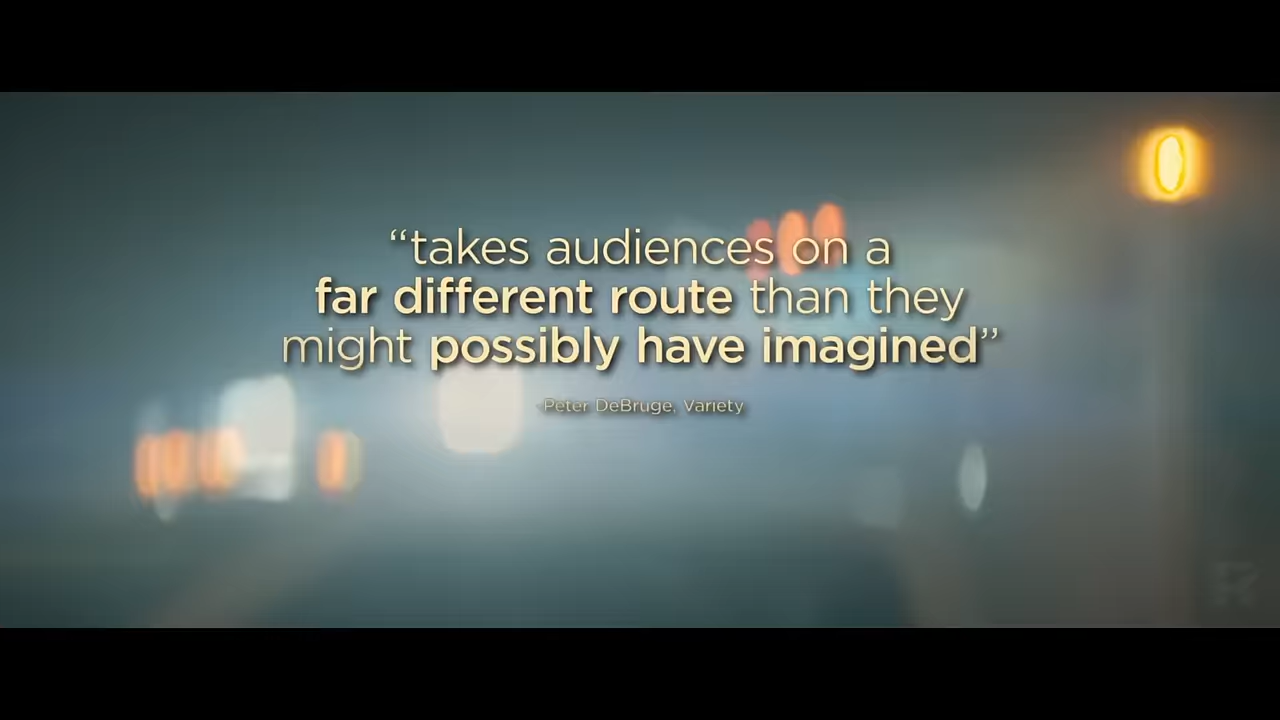 “takes audiences on a
far different route than they
might possibly have imagined”
-Peter DeBruge, Variety